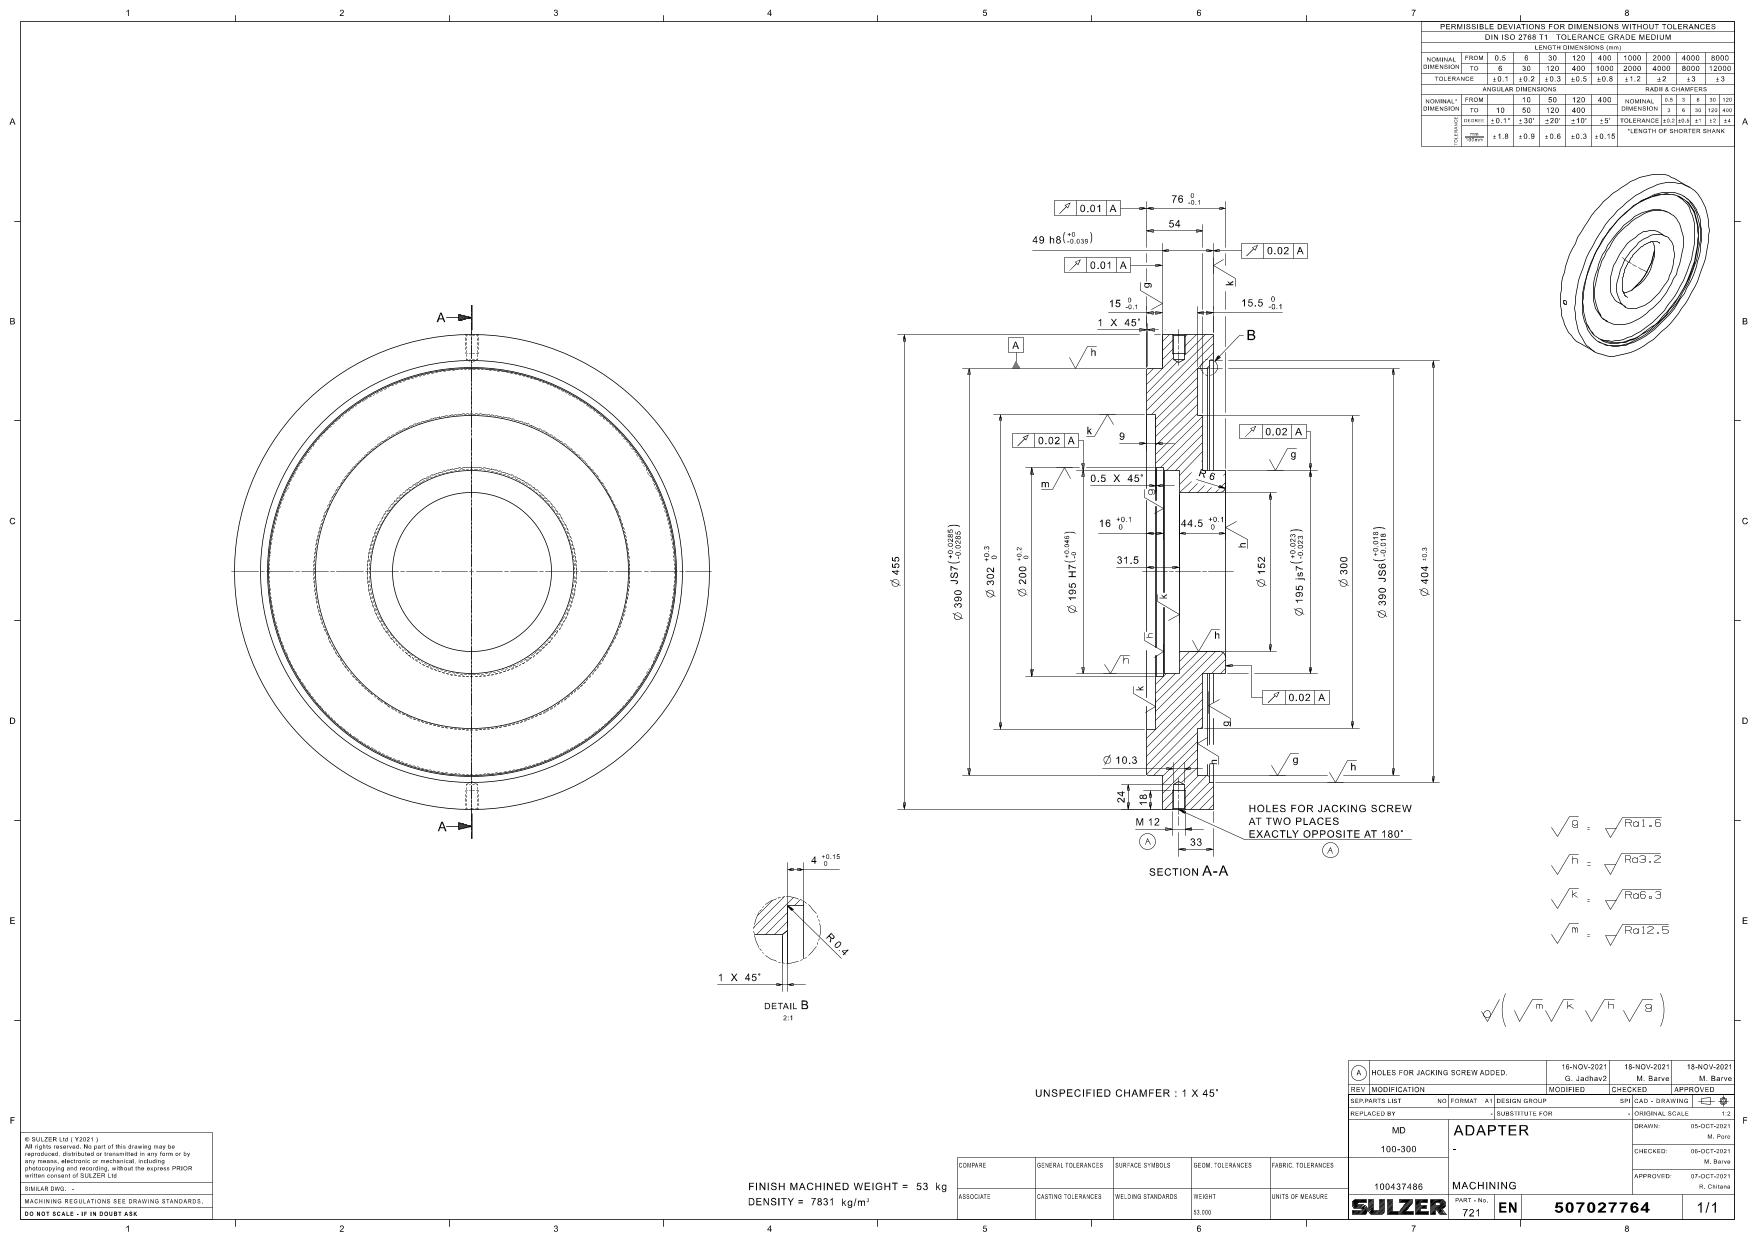 1 2 3 4 5 6 7 8
A
B
C
D
E
F
PERMISSIBLE DEVIATIONS FOR DIMENSIONS WITHOUT TOLERANCES
DIN ISO 2768 T1 TOLERANCE GRADE MEDIUM
LENGTH DIMENSIONS (mm)
NOMINAL DIMENSION FROM 0.5 6 30 120 400 1000 2000 4000 8000
TO 6 30 120 400 1000 2000 4000 8000 12000
TOLERANCE ±0.1 ±0.2 ±0.3 ±0.5 ±0.8 ±1.2 ±2 ±3 ±3
ANGULAR DIMENSIONS RADII & CHAMFERS
NOMINAL* DIMENSION FROM 10 50 120 400 NOMINAL DIMENSION 0.5 3 6 30 120
TO 10 50 120 400 3 6 30 120 400
TOLERANCE DEGREE ±0.1° ±30' ±20' ±10' ±5' TOLERANCE ±0.2 ±0.5 ±1 ±2 ±4
mm/100mm ±1.8 ±0.9 ±0.6 ±0.3 ±0.15 *LENGTH OF SHORTER SHANK
A
A
0.01 A
76 0 -0.1
54
49 h8(+0 -0.039)
0.02 A
0.01 A
g
k
15 0 -0.1
15.5 0 -0.1
1 X 45°
B
A
h
k
9
0.02 A
0.02 A
g
m
0.5 X 45°
g
R 6
16 +0.1 0
44.5 +0.1 0
h
31.5
Ø 455
Ø 390 JS7(+0.0285 -0.0285)
Ø 302 +0.3 0
Ø 200 +0.2 0
Ø 195 H7(+0.046 -0)
Ø 152
Ø 195 js7(+0.023 -0.023)
Ø 300
Ø 390 JS6(+0.018 -0.018)
Ø 404 ±0.3
k
h
h
h
k
0.02 A
g
h
Ø 10.3
g
h
24
18
M 12
A
33
HOLES FOR JACKING SCREW
AT TWO PLACES
EXACTLY OPPOSITE AT 180°
A
SECTION A-A
4 +0.15 0
R 0.4
1 X 45°
DETAIL B
2:1
g = Ra1.6
h = Ra3.2
k = Ra6.3
m = Ra12.5
( m k h g )
UNSPECIFIED CHAMFER : 1 X 45°
FINISH MACHINED WEIGHT = 53 kg
DENSITY = 7831 kg/m³
© SULZER Ltd ( Y2021 )
All rights reserved. No part of this drawing may be
reproduced, distributed or transmitted in any form or by
any means, electronic or mechanical, including
photocopying and recording, without the express PRIOR
written consent of SULZER Ltd
SIMILAR DWG: -
MACHINING REGULATIONS SEE DRAWING STANDARDS.
DO NOT SCALE - IF IN DOUBT ASK
COMPARE GENERAL TOLERANCES SURFACE SYMBOLS GEOM. TOLERANCES FABRIC. TOLERANCES
ASSOCIATE CASTING TOLERANCES WELDING STANDARDS WEIGHT UNITS OF MEASURE
53.000
A HOLES FOR JACKING SCREW ADDED. 16-NOV-2021 18-NOV-2021 18-NOV-2021
G. Jadhav2 M. Barve M. Barve
REV MODIFICATION MODIFIED CHECKED APPROVED
SEP.PARTS LIST NO FORMAT A1 DESIGN GROUP SPI CAD - DRAWING
REPLACED BY - SUBSTITUTE FOR - ORIGINAL SCALE 1:2
MD
100-300
100437486
ADAPTER
-
MACHINING
DRAWN: 05-OCT-2021
M. Pore
CHECKED: 06-OCT-2021
M. Barve
APPROVED: 07-OCT-2021
R. Chitana
SULZER PART - No. 721 EN 507027764 1/1
1 2 3 4 5 6 7 8